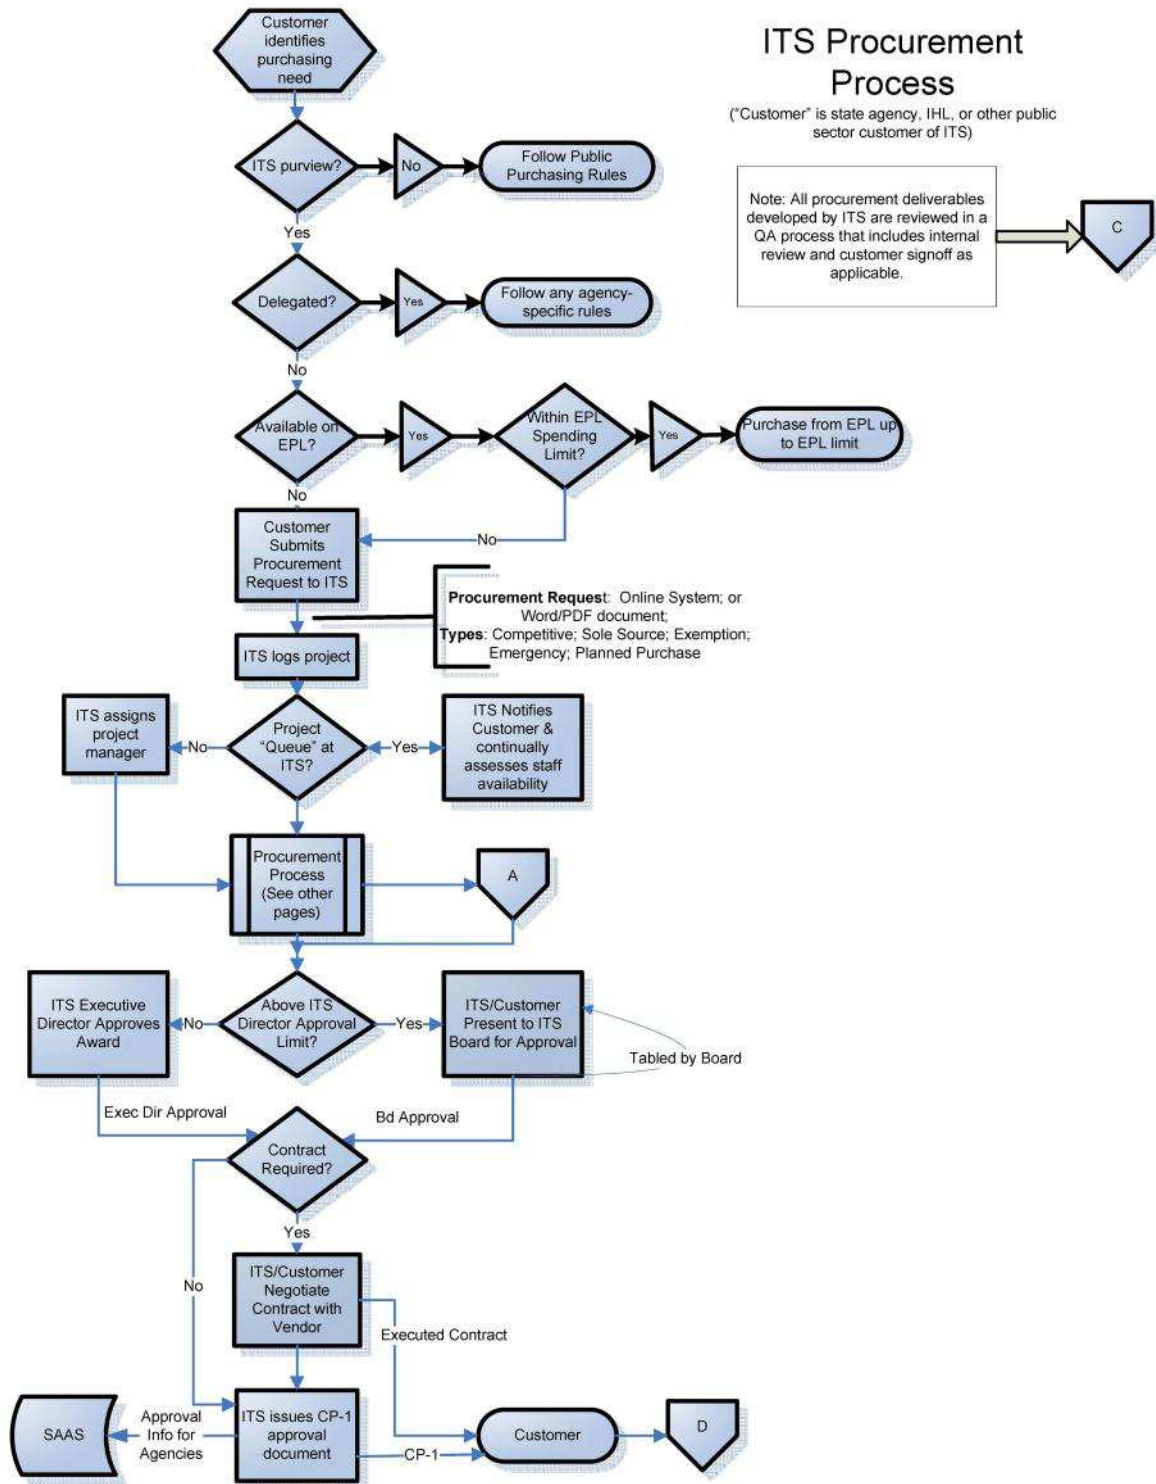 Customer
identifies
purchasing
need
ITS Procurement
Process
("Customer" is state agency, IHL, or other public
sector customer of ITS)
ITS purview?
No
Follow Public
Purchasing Rules
Note: All procurement deliverables
developed by ITS are reviewed in a
QA process that includes internal
review and customer signoff as
applicable.
C
Yes
Delegated?
Yes
Follow any agency-
specific rules
No
Available on
EPL?
Yes
Within EPL
Spending
Limit?
Yes
Purchase from EPL up
to EPL limit
No
Customer
Submits
Procurement
Request to ITS
No
Procurement Request: Online System; or
Word/PDF document;
Types: Competitive; Sole Source; Exemption;
Emergency; Planned Purchase
ITS logs project
ITS assigns
project
manager
No
Project
"Queue" at
ITS?
Yes
ITS Notifies
Customer &
continually
assesses staff
availability
Procurement
Process
(See other
pages)
A
ITS Executive
Director Approves
Award
No
Above ITS
Director Approval
Limit?
Yes
ITS/Customer
Present to ITS
Board for Approval
Tabled by Board
Exec Dir Approval
Bd Approval
Contract
Required?
Yes
No
ITS/Customer
Negotiate
Contract with
Vendor
Executed Contract
SAAS
Approval
Info for
Agencies
ITS issues CP-1
approval
document
CP-1
Customer
D